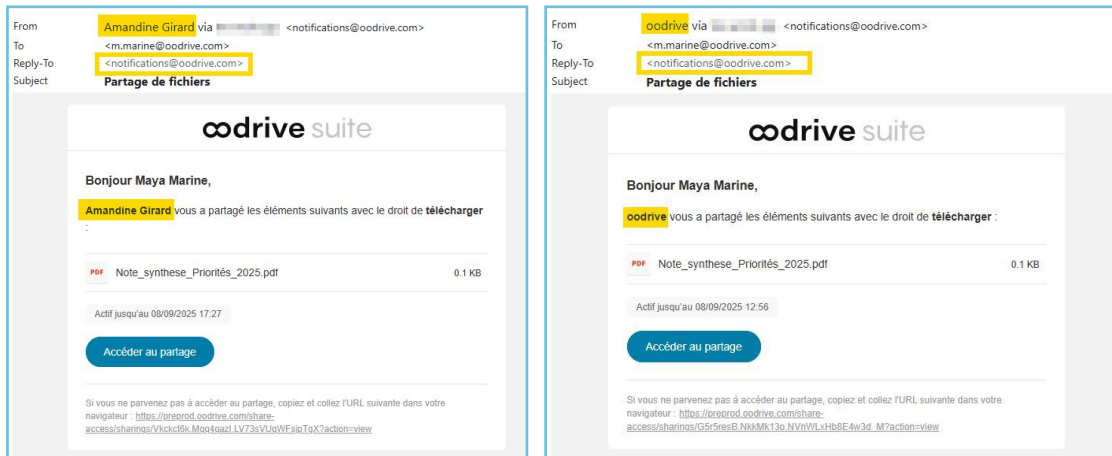 From Amandine Girard via <notifications@oodrive.com>
To <m.marine@oodrive.com>
Reply-To <notifications@oodrive.com>
Subject Partage de fichiers
oodrive suite
Bonjour Maya Marine,
Amandine Girard vous a partagé les éléments suivants avec le droit de télécharger
:
PDF Note_synthese_Priorités_2025.pdf 0.1 KB
Actif jusqu'au 08/09/2025 17:27
Accéder au partage
Si vous ne parvenez pas à accéder au partage, copiez et collez l'URL suivante dans votre
navigateur : https://preprod.oodrive.com/share-
access/sharings/Vkckct6k.Mqq4qazI.LV73sVUqWFsjpTgX?action=view
From oodrive via <notifications@oodrive.com>
To <m.marine@oodrive.com>
Reply-To <notifications@oodrive.com>
Subject Partage de fichiers
oodrive suite
Bonjour Maya Marine,
oodrive vous a partagé les éléments suivants avec le droit de télécharger :
PDF Note_synthese_Priorités_2025.pdf 0.1 KB
Actif jusqu'au 08/09/2025 12:56
Accéder au partage
Si vous ne parvenez pas à accéder au partage, copiez et collez l'URL suivante dans votre
navigateur : https://preprod.oodrive.com/share-
access/sharings/G5r5resB.NkkMk13o.NVnWLxHb8E4w3d_M?action=view